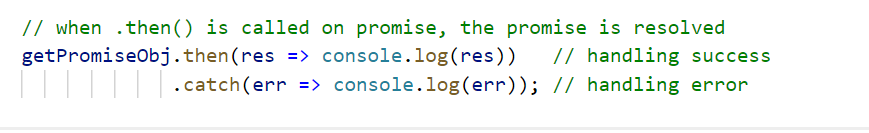 // when .then() is called on promise, the promise is resolved
getPromiseObj.then(res => console.log(res))   // handling success
             .catch(err => console.log(err)); // handling error